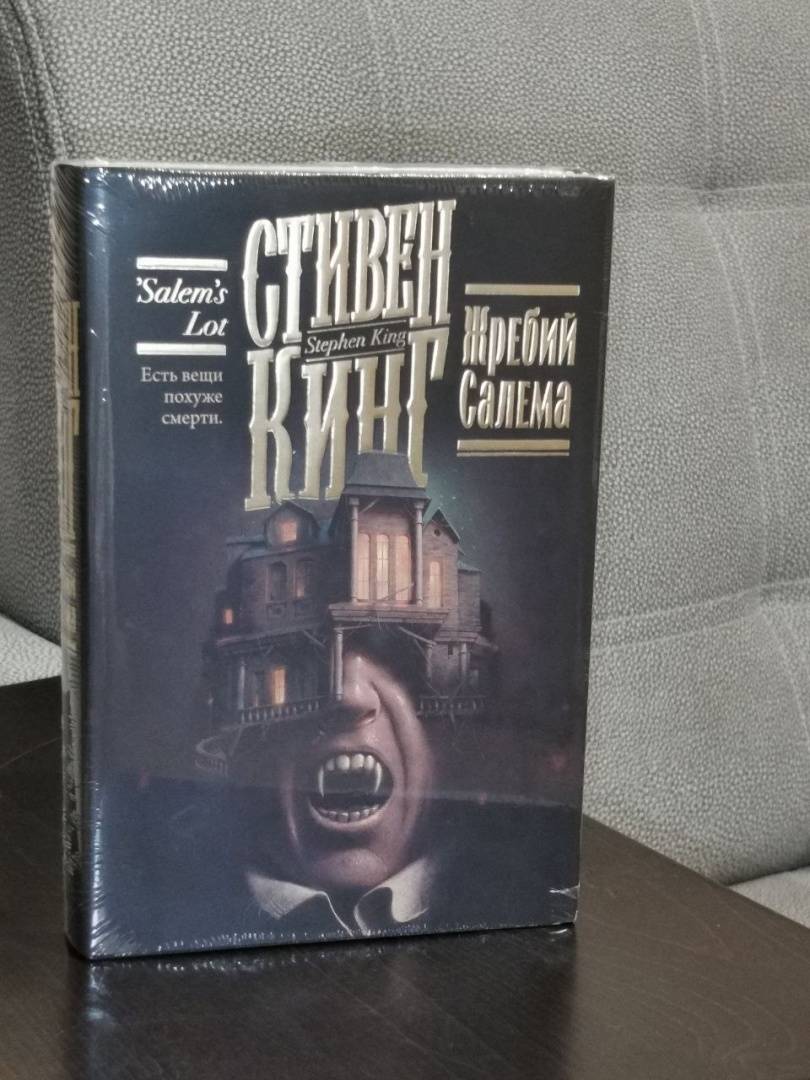 'Salem's
Lot
Есть вещи
похуже
смерти.
СТИВЕН
Stephen King
КИНГ
Жребий
Салема